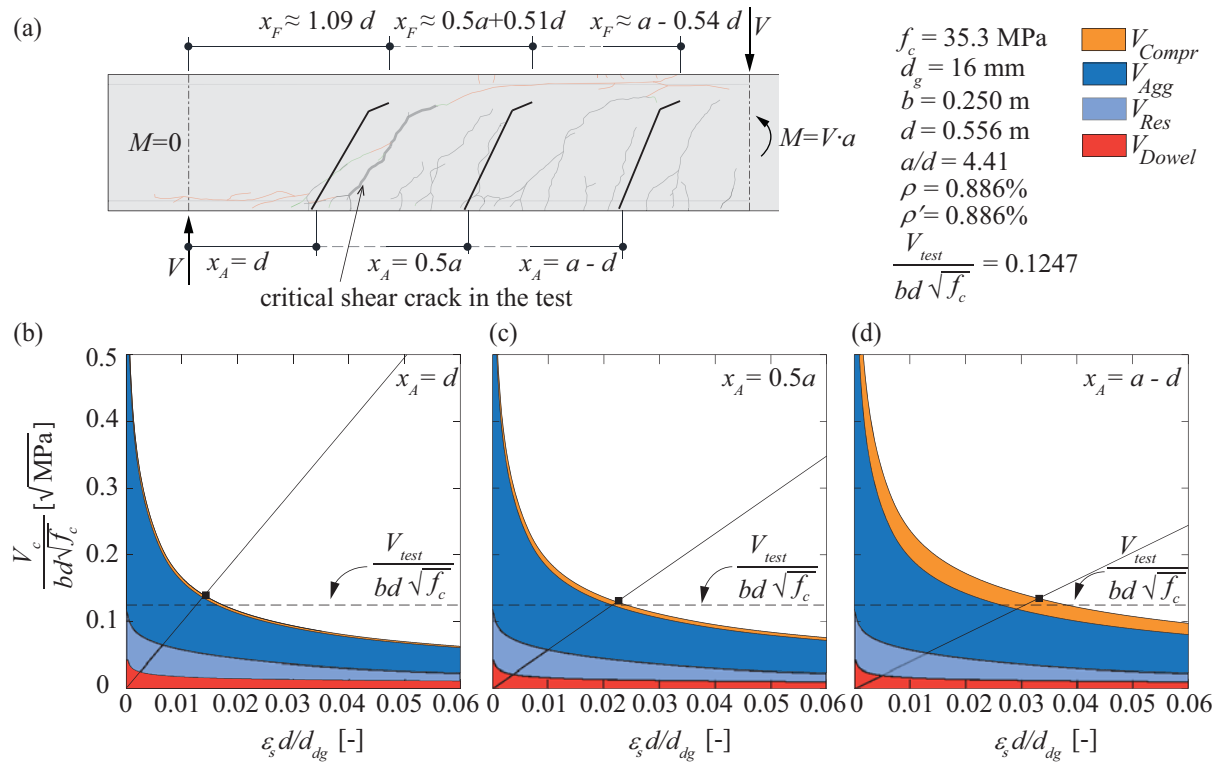 (a)
x_F ≈ 1.09 d
x_F ≈ 0.5a+0.51d
x_F ≈ a - 0.54 d
V
M=0
M=V·a
V
x_A = d
x_A = 0.5a
x_A = a - d
critical shear crack in the test
f_c = 35.3 MPa
d_g = 16 mm
b = 0.250 m
d = 0.556 m
a/d = 4.41
ρ = 0.886%
ρ′= 0.886%
V_test / bd √f_c = 0.1247
V_Compr
V_Agg
V_Res
V_Dowel
(b)
V_c / bd√f_c [√MPa]
0.5
0.4
0.3
0.2
0.1
0
x_A = d
V_test / bd √f_c
0 0.01 0.02 0.03 0.04 0.05 0.06
ε_s d/d_dg [-]
(c)
x_A = 0.5a
V_test / bd √f_c
0 0.01 0.02 0.03 0.04 0.05 0.06
ε_s d/d_dg [-]
(d)
x_A = a - d
V_test / bd √f_c
0 0.01 0.02 0.03 0.04 0.05 0.06
ε_s d/d_dg [-]